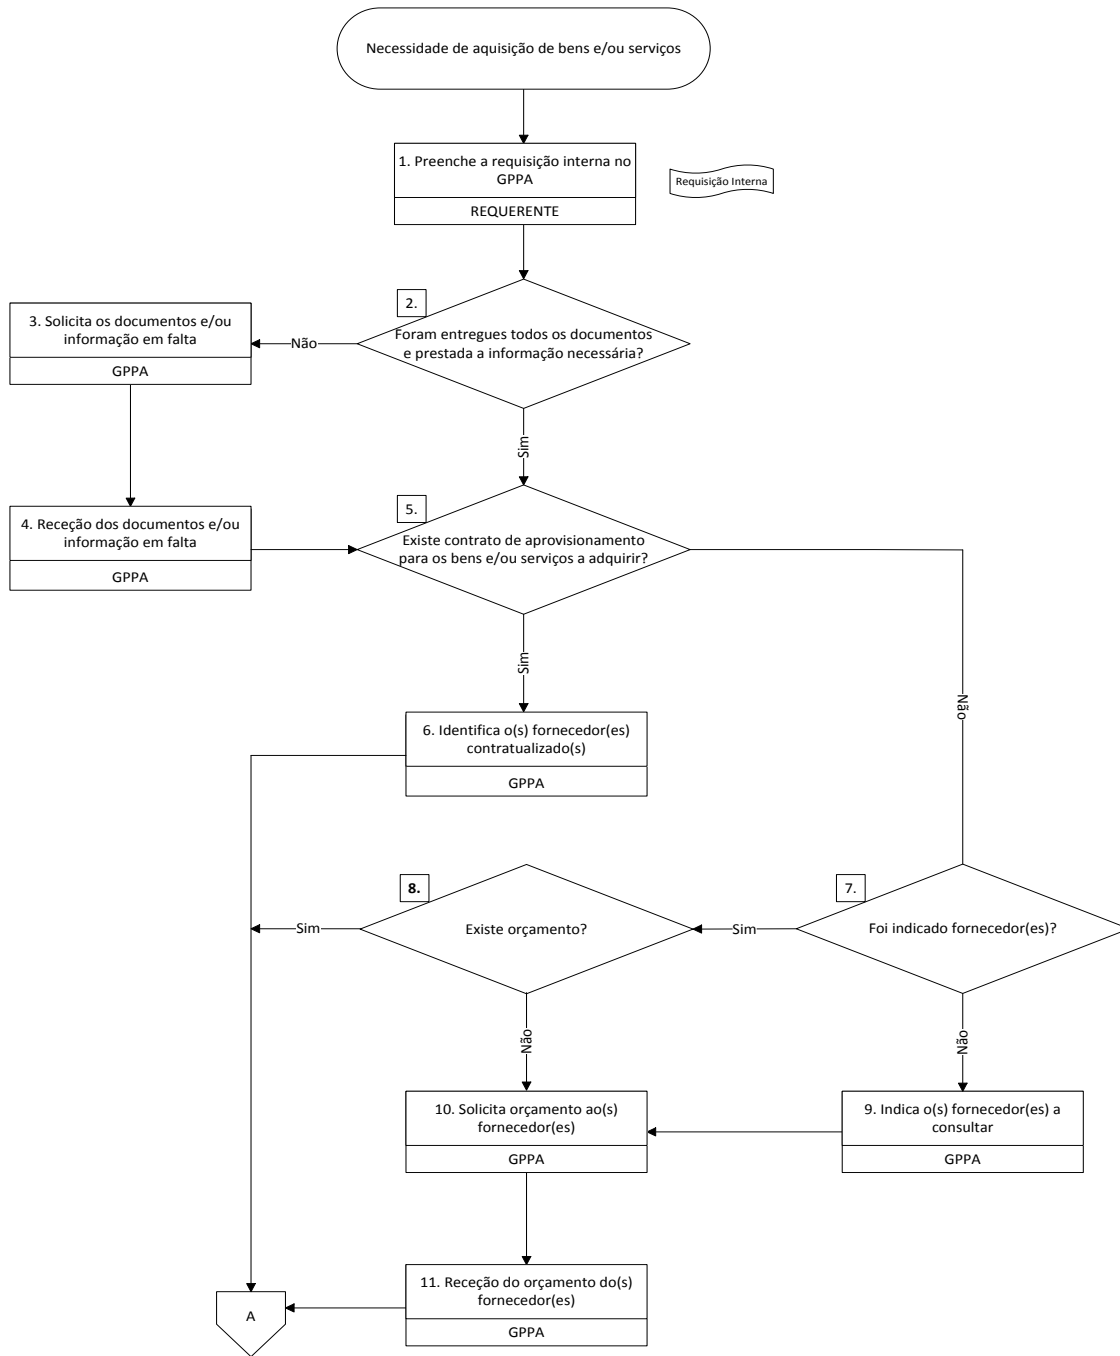 Necessidade de aquisição de bens e/ou serviços
1. Preenche a requisição interna no
GPPA
REQUERENTE
Requisição Interna
2.
Foram entregues todos os documentos
e prestada a informação necessária?
Não
3. Solicita os documentos e/ou
informação em falta
GPPA
Sim
4. Receção dos documentos e/ou
informação em falta
GPPA
5.
Existe contrato de aprovisionamento
para os bens e/ou serviços a adquirir?
Sim
Não
6. Identifica o(s) fornecedor(es)
contratualizado(s)
GPPA
7.
Foi indicado fornecedor(es)?
Sim
8.
Existe orçamento?
Sim
Não
Não
10. Solicita orçamento ao(s)
fornecedor(es)
GPPA
9. Indica o(s) fornecedor(es) a
consultar
GPPA
11. Receção do orçamento do(s)
fornecedor(es)
GPPA
A